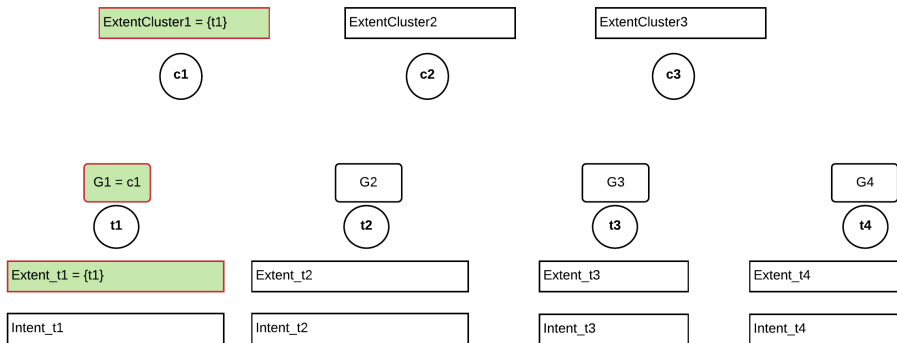 ExtentCluster1 = {t1}
ExtentCluster2
ExtentCluster3
c1
c2
c3
G1 = c1
G2
G3
G4
t1
t2
t3
t4
Extent_t1 = {t1}
Extent_t2
Extent_t3
Extent_t4
Intent_t1
Intent_t2
Intent_t3
Intent_t4